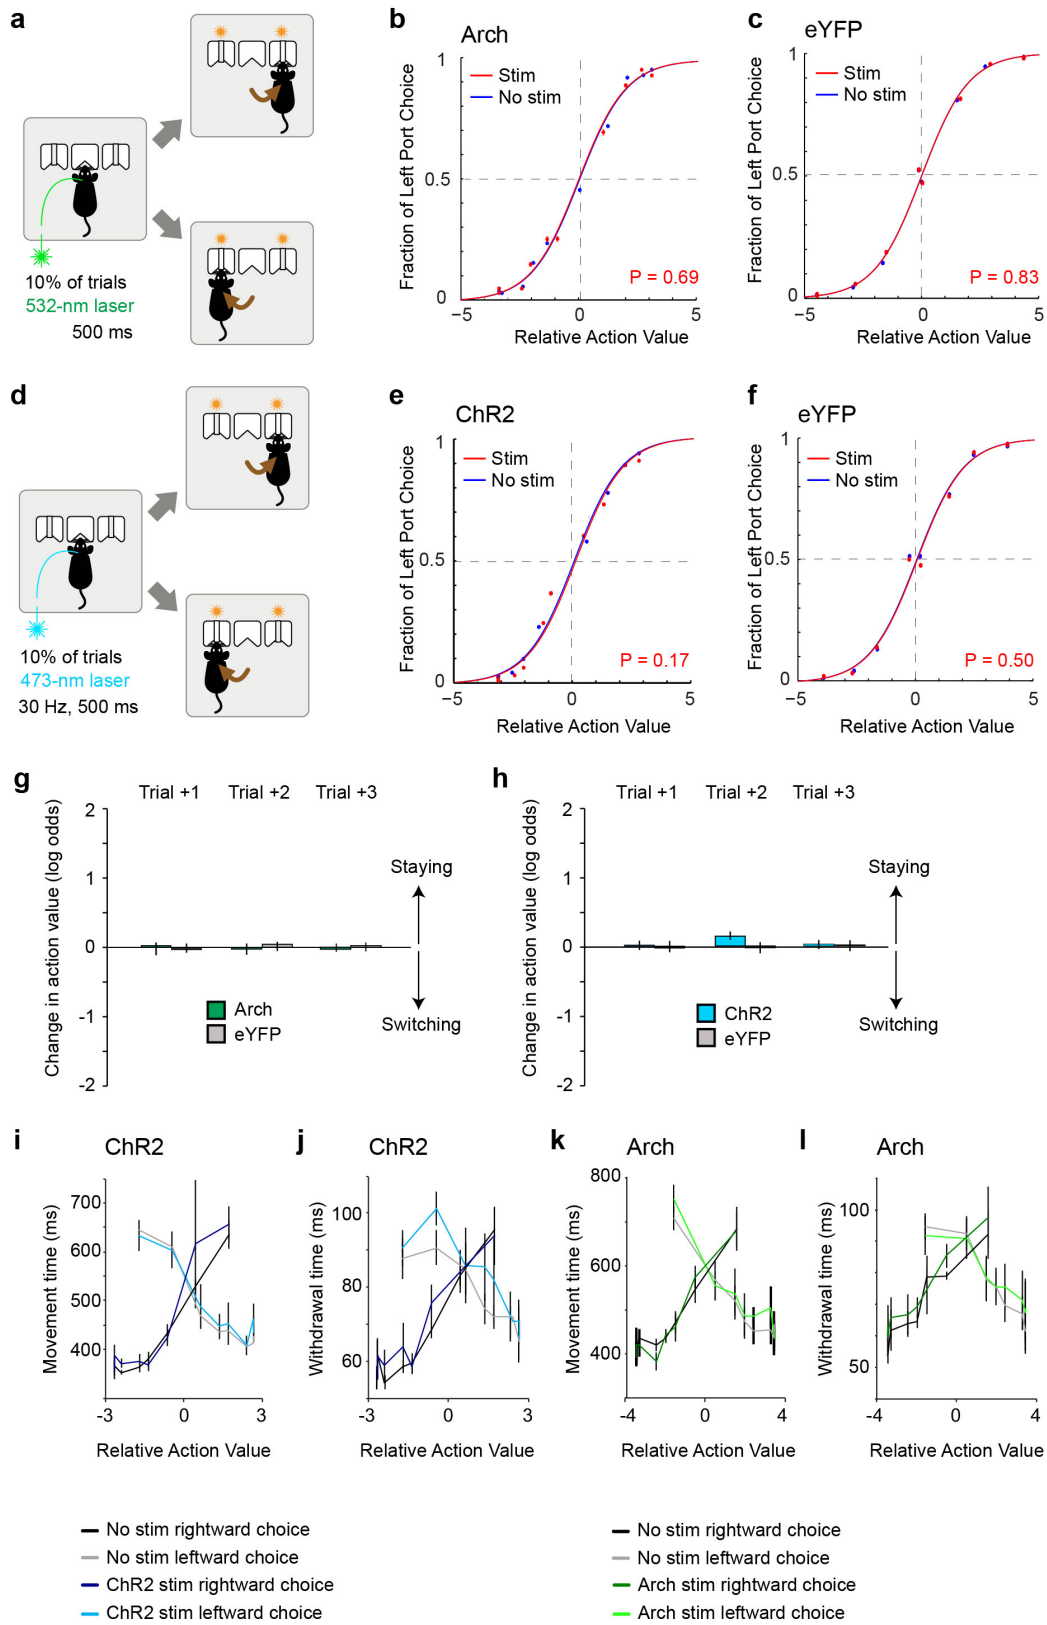 a
10% of trials
532-nm laser
500 ms
b
Arch
Fraction of Left Port Choice
1
0.5
0
Stim
No stim
P = 0.69
−5
0
5
Relative Action Value
c
eYFP
Fraction of Left Port Choice
1
0.5
0
Stim
No stim
P = 0.83
−5
0
5
Relative Action Value
d
10% of trials
473-nm laser
30 Hz, 500 ms
e
ChR2
Fraction of Left Port Choice
1
0.5
0
Stim
No stim
P = 0.17
−5
0
5
Relative Action Value
f
eYFP
Fraction of Left Port Choice
1
0.5
0
Stim
No stim
P = 0.50
−5
0
5
Relative Action Value
g
Trial +1 Trial +2 Trial +3
Change in action value (log odds)
2
1
0
-1
-2
Staying
Switching
Arch
eYFP
h
Trial +1 Trial +2 Trial +3
Change in action value (log odds)
2
1
0
-1
-2
Staying
Switching
ChR2
eYFP
i
ChR2
Movement time (ms)
700
600
500
400
-3 0 3
Relative Action Value
j
ChR2
Withdrawal time (ms)
100
80
60
-3 0 3
Relative Action Value
k
Arch
Movement time (ms)
800
600
400
-4 0 4
Relative Action Value
l
Arch
Withdrawal time (ms)
100
50
-4 0 4
Relative Action Value
No stim rightward choice
No stim leftward choice
ChR2 stim rightward choice
ChR2 stim leftward choice
No stim rightward choice
No stim leftward choice
Arch stim rightward choice
Arch stim leftward choice